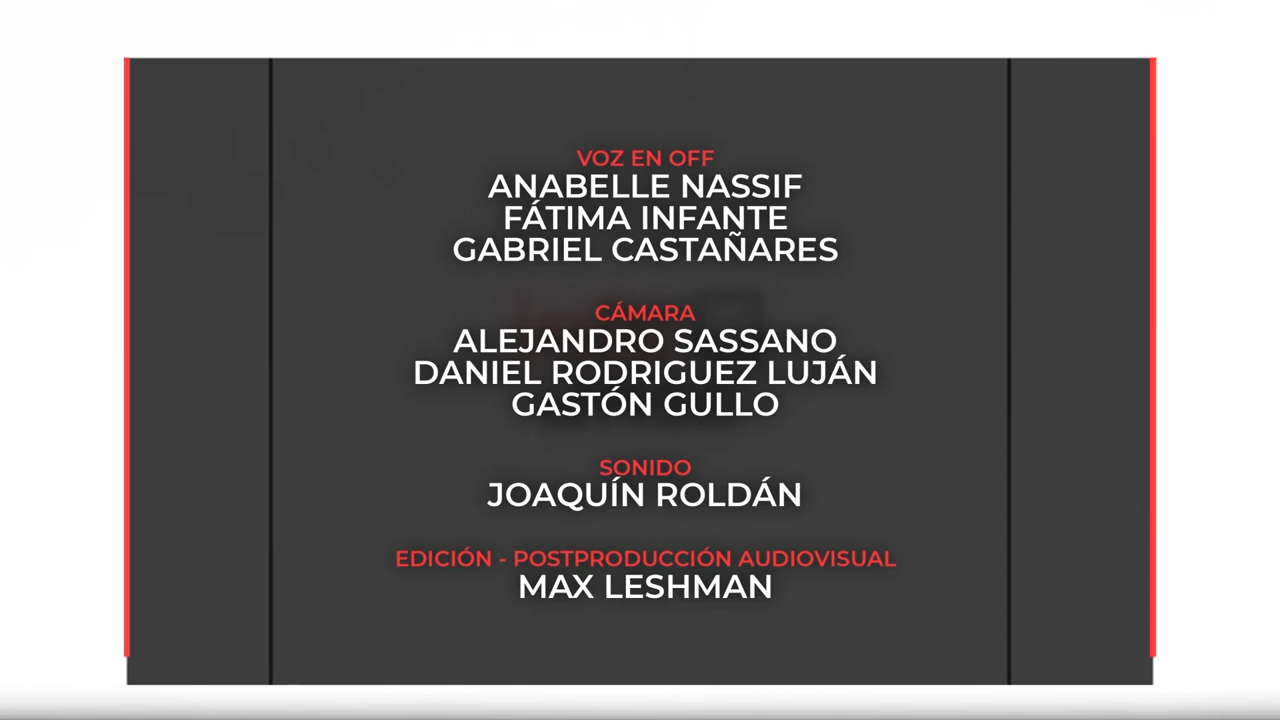 VOZ EN OFF
ANABELLE NASSIF
FÁTIMA INFANTE
GABRIEL CASTAÑARES
CÁMARA
ALEJANDRO SASSANO
DANIEL RODRIGUEZ LUJÁN
GASTÓN GULLO
SONIDO
JOAQUÍN ROLDÁN
EDICIÓN - POSTPRODUCCIÓN AUDIOVISUAL
MAX LESHMAN